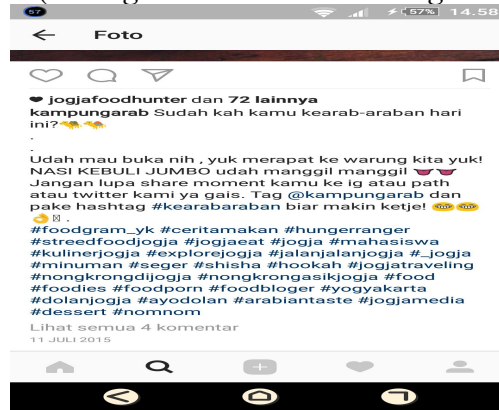 57 57% 14.58
Foto
jogjafoodhunter dan 72 lainnya
kampungarab Sudah kah kamu kearab-araban hari
ini?🐪🐪
.
.
Udah mau buka nih , yuk merapat ke warung kita yuk!
NASI KEBULI JUMBO udah manggil manggil 👅👅
Jangan lupa share moment kamu ke ig atau path
atau twitter kami ya gais. Tag @kampungarab dan
pake hashtag #kearabaraban biar makin ketje! 😁😁
👌 .
#foodgram_yk #ceritamakan #hungerranger
#streedfoodjogja #jogjaeat #jogja #mahasiswa
#kulinerjogja #explorejogja #jalanjalanjogja #_jogja
#minuman #seger #shisha #hookah #jogjatraveling
#nongkrongdijogja #nongkrongasikjogja #food
#foodies #foodporn #foodbloger #yogyakarta
#dolanjogja #ayodolan #arabiantaste #jogjamedia
#dessert #nomnom
Lihat semua 4 komentar
11 JULI 2015